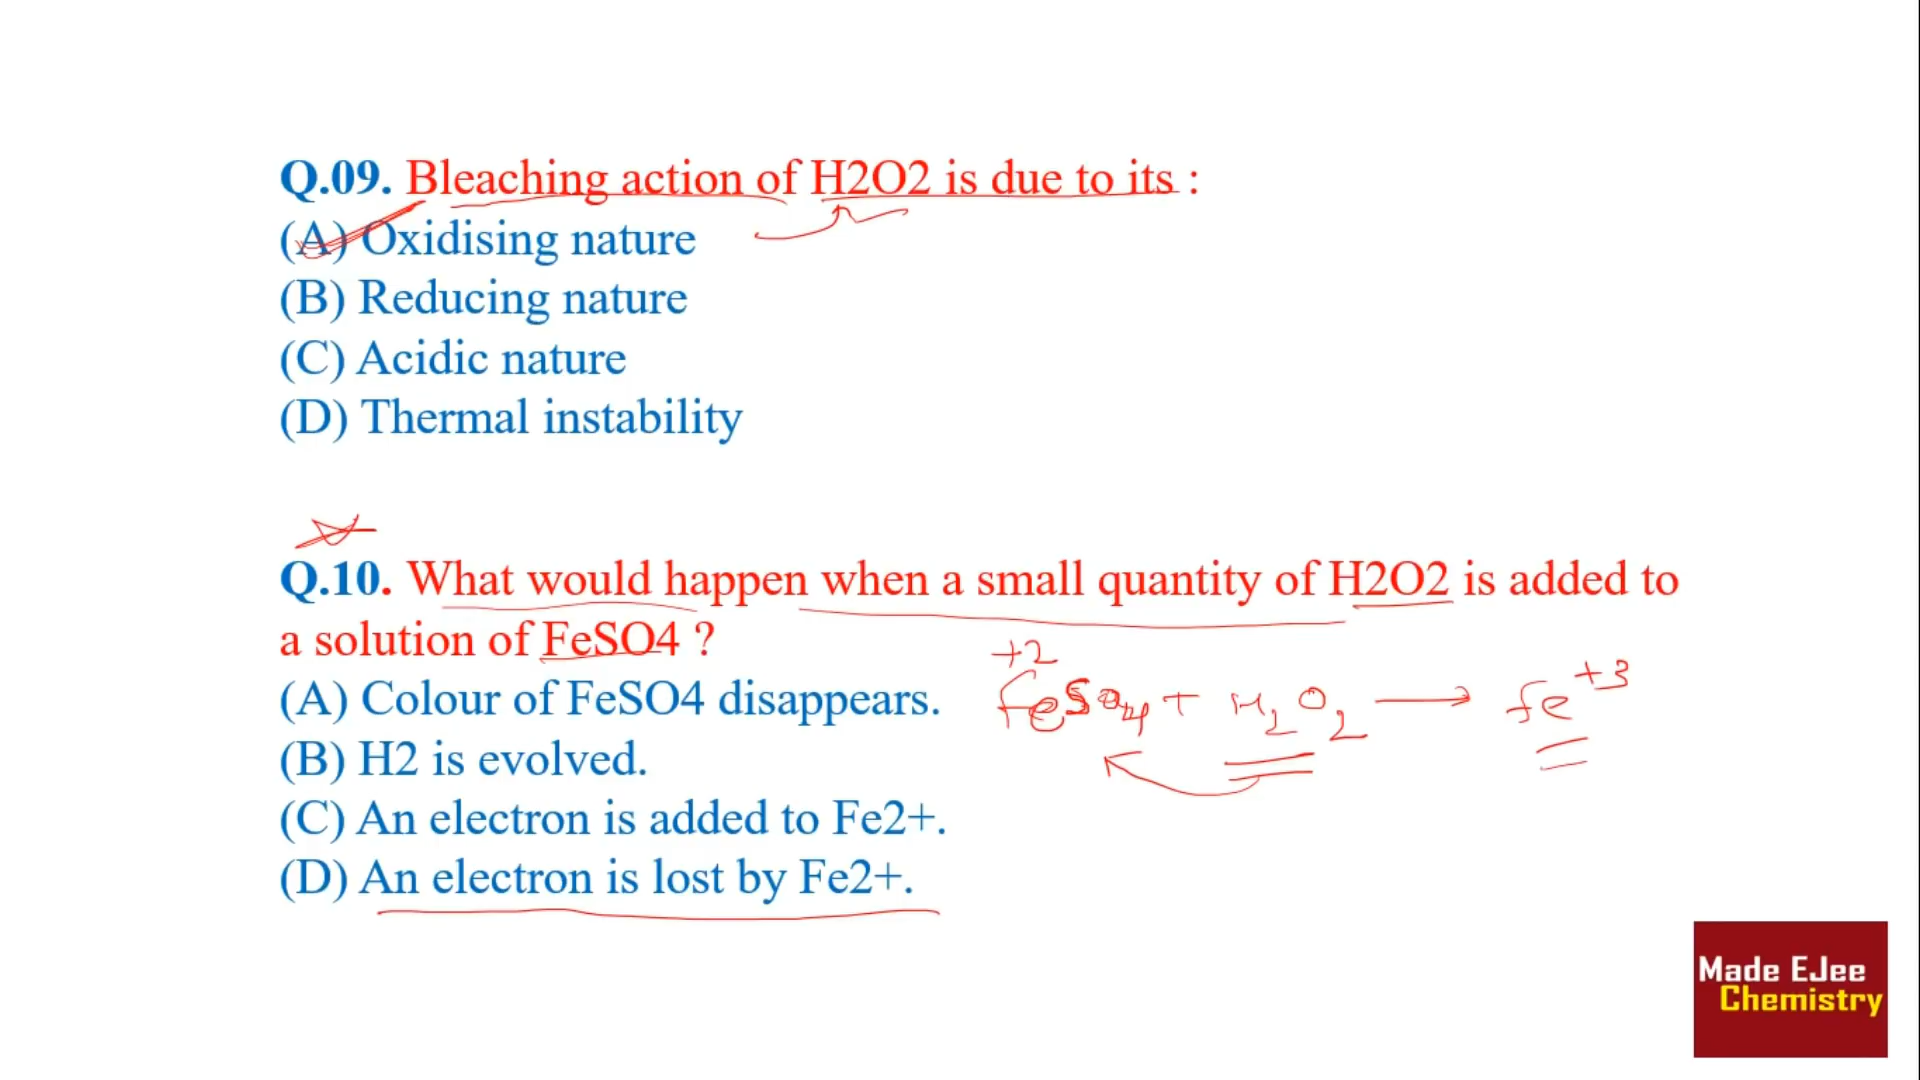 Q.09. Bleaching action of H2O2 is due to its :
(A) Oxidising nature
(B) Reducing nature
(C) Acidic nature
(D) Thermal instability
Q.10. What would happen when a small quantity of H2O2 is added to
a solution of FeSO4 ?
+2
FeSO4 + H2O2 → Fe+3
(A) Colour of FeSO4 disappears.
(B) H2 is evolved.
(C) An electron is added to Fe2+.
(D) An electron is lost by Fe2+.
Made EJee
Chemistry